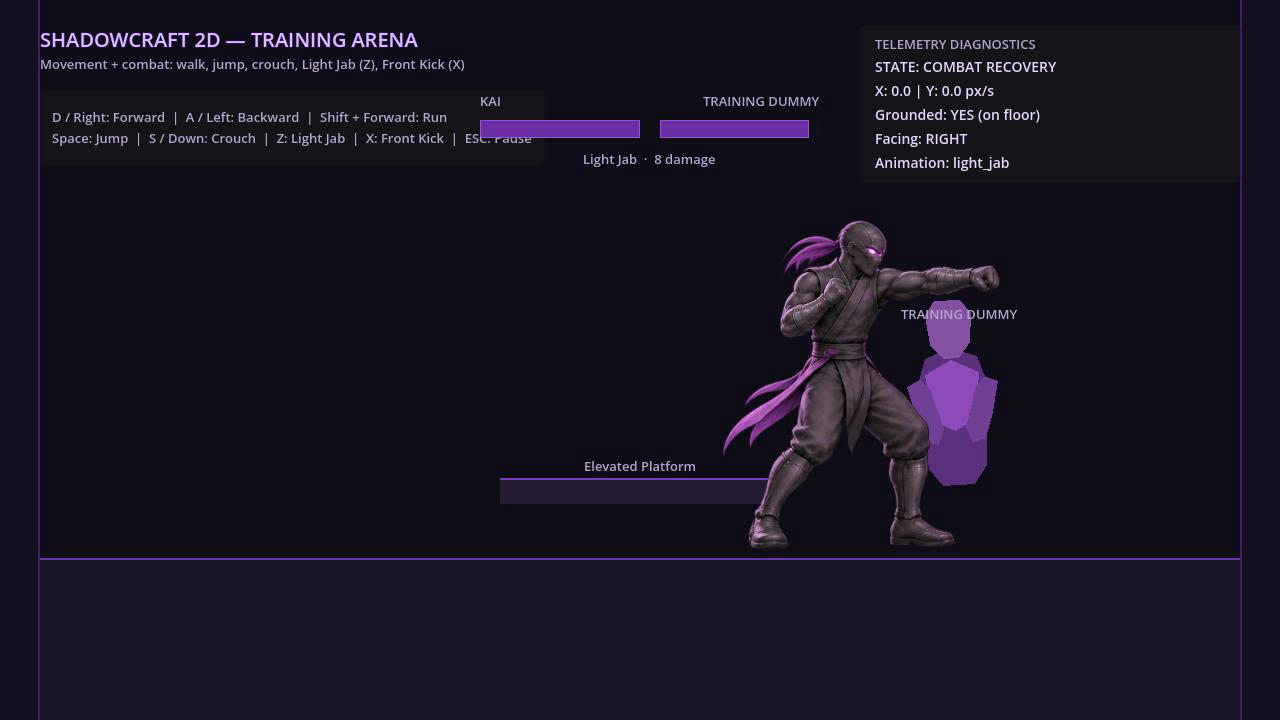 SHADOWCRAFT 2D — TRAINING ARENA
Movement + combat: walk, jump, crouch, Light Jab (Z), Front Kick (X)
D / Right: Forward | A / Left: Backward | Shift + Forward: Run
Space: Jump | S / Down: Crouch | Z: Light Jab | X: Front Kick | ESC: Pause
KAI
TRAINING DUMMY
Light Jab · 8 damage
TELEMETRY DIAGNOSTICS
STATE: COMBAT RECOVERY
X: 0.0 | Y: 0.0 px/s
Grounded: YES (on floor)
Facing: RIGHT
Animation: light_jab
TRAINING DUMMY
Elevated Platform